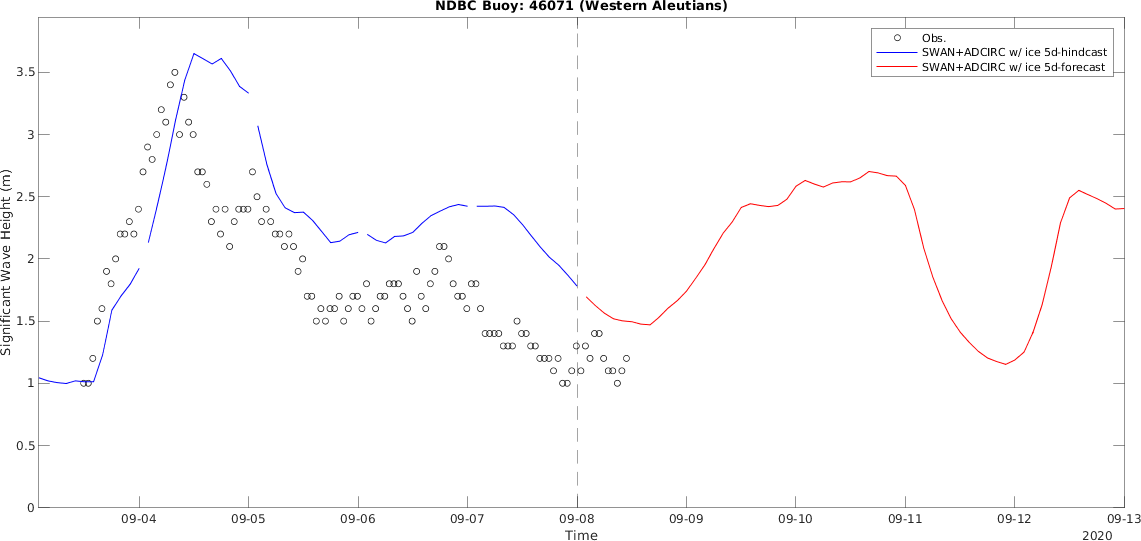 NDBC Buoy: 46071 (Western Aleutians)
Obs.
SWAN+ADCIRC w/ ice 5d-hindcast
SWAN+ADCIRC w/ ice 5d-forecast
Significant Wave Height (m)
3.5
3
2.5
2
1.5
1
0.5
0
09-04 09-05 09-06 09-07 09-08 09-09 09-10 09-11 09-12 09-13
Time
2020